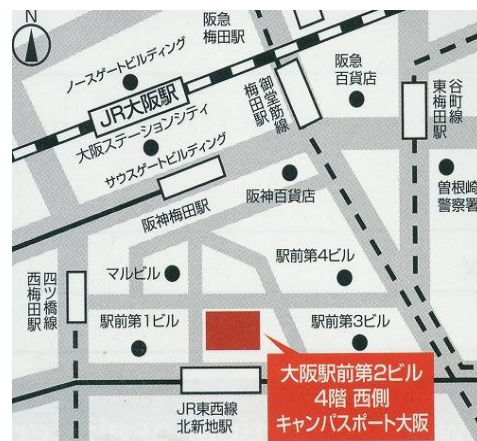 N
阪急
梅田駅
ノースゲートビルディング
JR大阪駅
大阪ステーションシティ
サウスゲートビルディング
御堂筋線
梅田駅
阪急
百貨店
谷町線
東梅田駅
阪神梅田駅
阪神百貨店
曽根崎
警察署
四ツ橋線
西梅田駅
マルビル
駅前第4ビル
駅前第1ビル
駅前第3ビル
大阪駅前第2ビル
4階 西側
キャンパスポート大阪
JR東西線
北新地駅